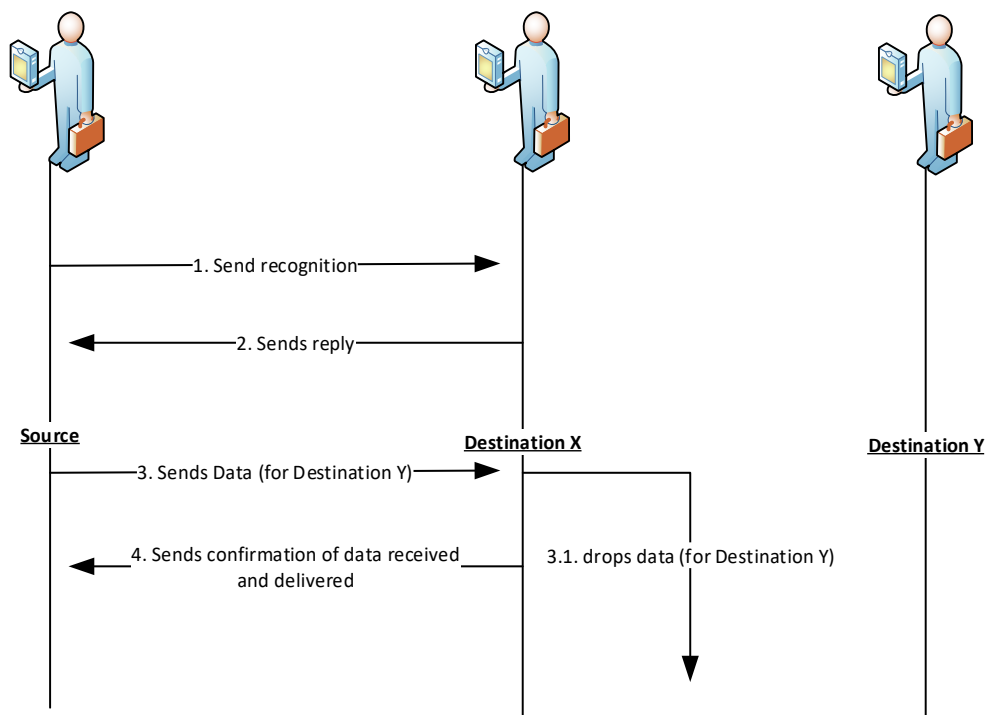 1. Send recognition
2. Sends reply
Source
Destination X
Destination Y
3. Sends Data (for Destination Y)
4. Sends confirmation of data received
and delivered
3.1. drops data (for Destination Y)